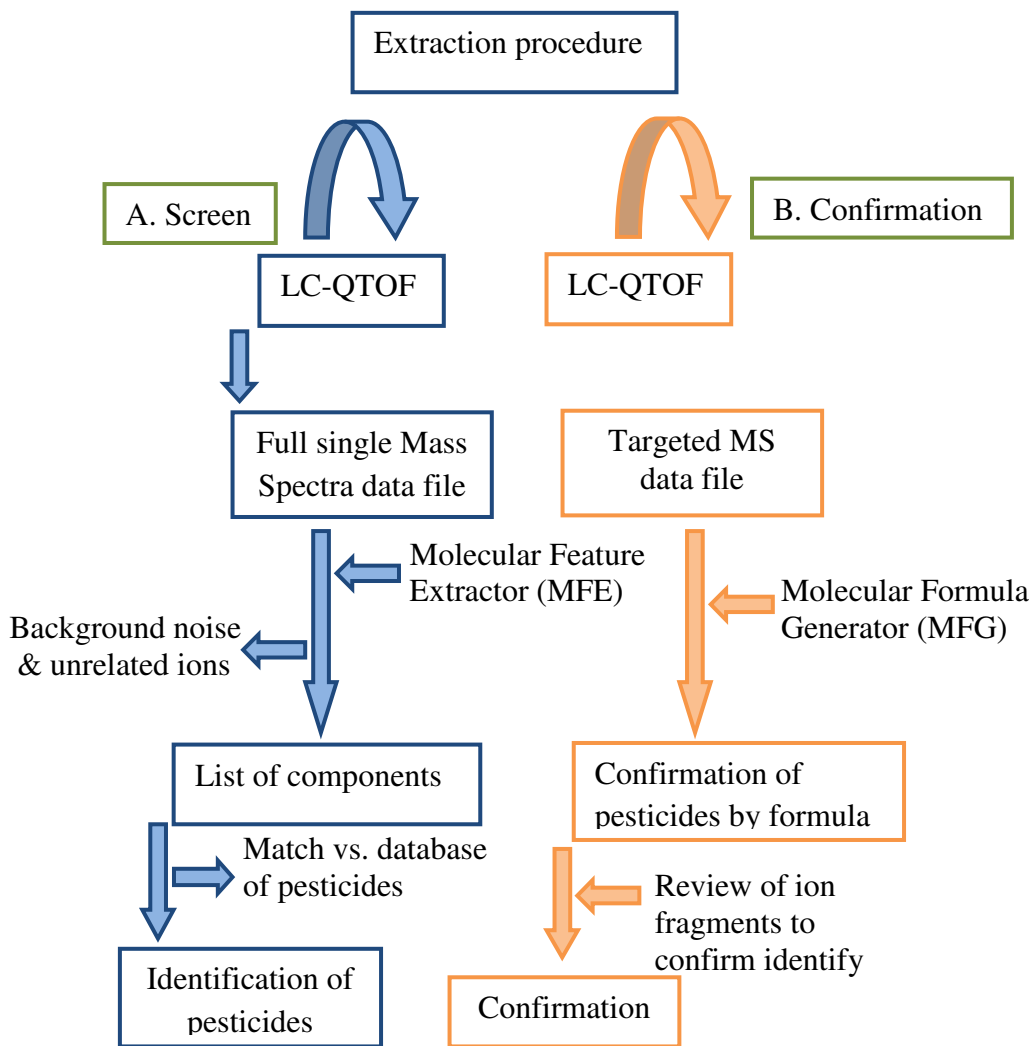 Extraction procedure
A. Screen
B. Confirmation
LC-QTOF
LC-QTOF
Full single Mass
Spectra data file
Targeted MS
data file
Molecular Feature
Extractor (MFE)
Molecular Formula
Generator (MFG)
Background noise
& unrelated ions
List of components
Confirmation of
pesticides by formula
Match vs. database
of pesticides
Review of ion
fragments to
confirm identify
Identification of
pesticides
Confirmation